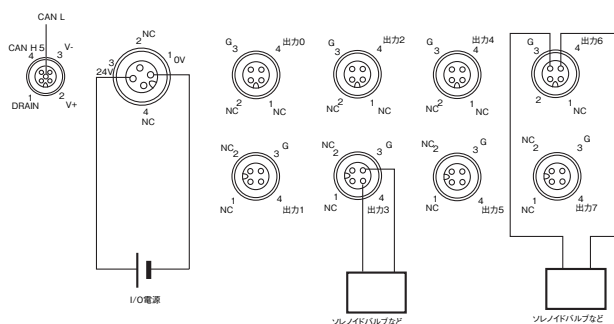 CAN L
CAN H 5 V-
4 3
1 2
DRAIN V+
NC
2
3 1 0V
24V
4
NC
I/O電源
G 出力0
3 4
2 1
NC NC
G 出力2
3 4
2 1
NC NC
G 出力4
3 4
2 1
NC NC
G 出力6
3 4
2 1
NC NC
NC G
2 3
1 4
NC 出力1
NC G
2 3
1 4
NC 出力3
NC G
2 3
1 4
NC 出力5
NC G
2 3
1 4
NC 出力7
ソレノイドバルブなど
ソレノイドバルブなど